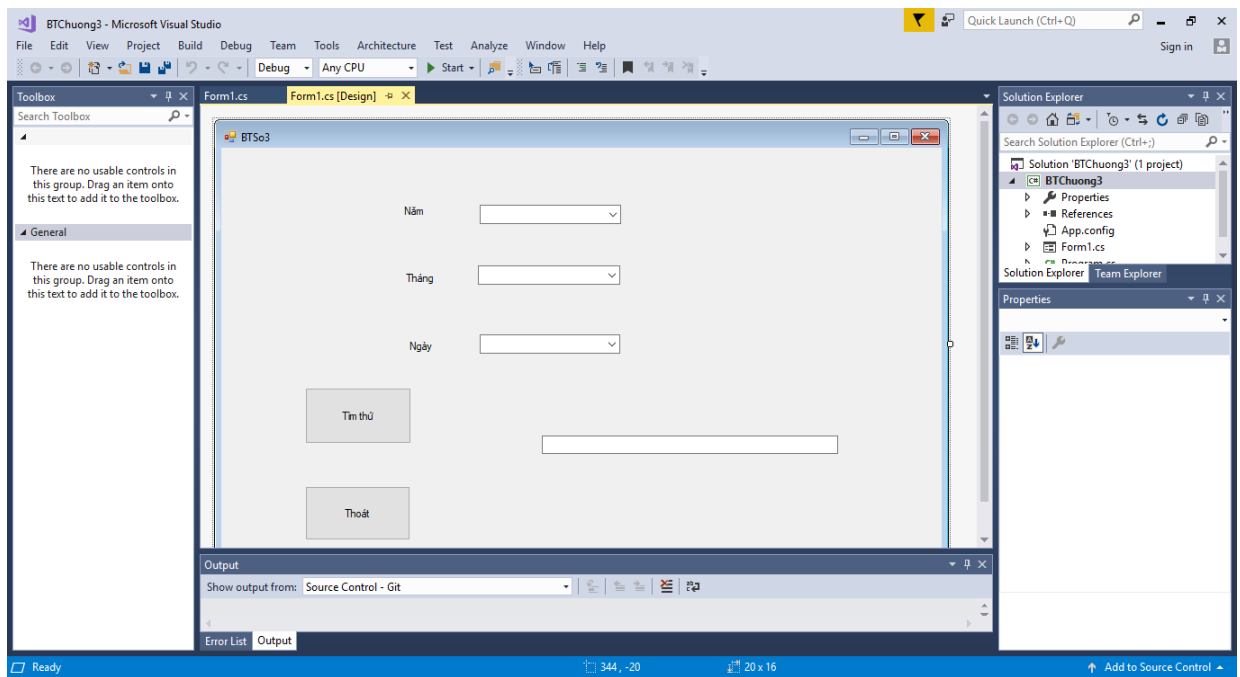 BTChuong3 - Microsoft Visual Studio
Quick Launch (Ctrl+Q)
File Edit View Project Build Debug Team Tools Architecture Test Analyze Window Help
Sign in
Debug Any CPU Start
Toolbox
Search Toolbox
There are no usable controls in
this group. Drag an item onto
this text to add it to the toolbox.
General
There are no usable controls in
this group. Drag an item onto
this text to add it to the toolbox.
Form1.cs Form1.cs [Design]
BTSo3
Năm
Tháng
Ngày
Tìm thứ
Thoát
Output
Show output from: Source Control - Git
Error List Output
Solution Explorer
Search Solution Explorer (Ctrl+;)
Solution 'BTChuong3' (1 project)
BTChuong3
Properties
References
App.config
Form1.cs
Program.cs
Solution Explorer Team Explorer
Properties
Ready
344 , -20
20 x 16
Add to Source Control